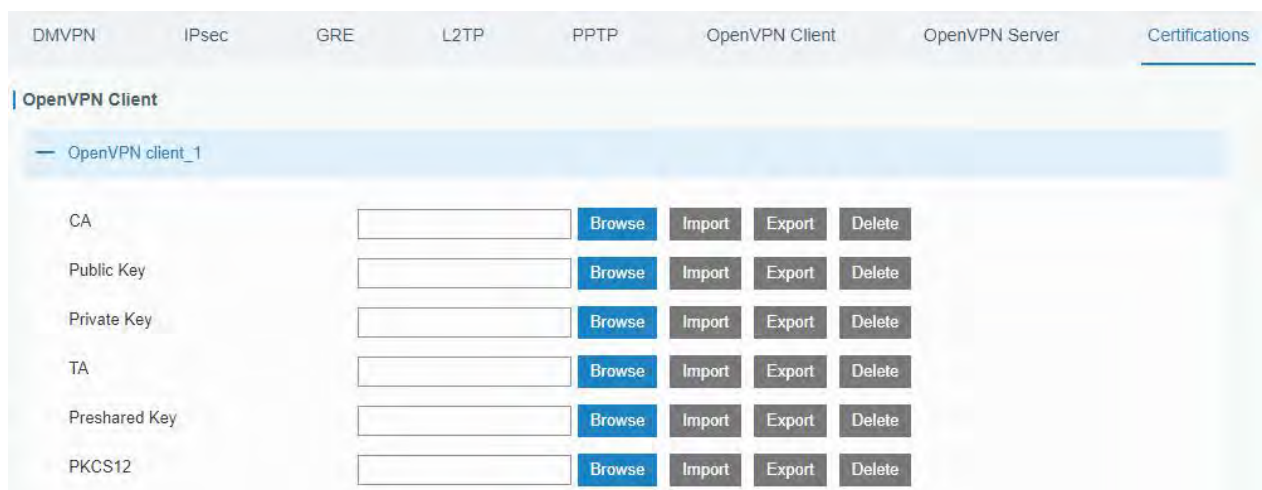 DMVPN IPsec GRE L2TP PPTP OpenVPN Client OpenVPN Server Certifications
OpenVPN Client
OpenVPN client_1
CA Browse Import Export Delete
Public Key Browse Import Export Delete
Private Key Browse Import Export Delete
TA Browse Import Export Delete
Preshared Key Browse Import Export Delete
PKCS12 Browse Import Export Delete